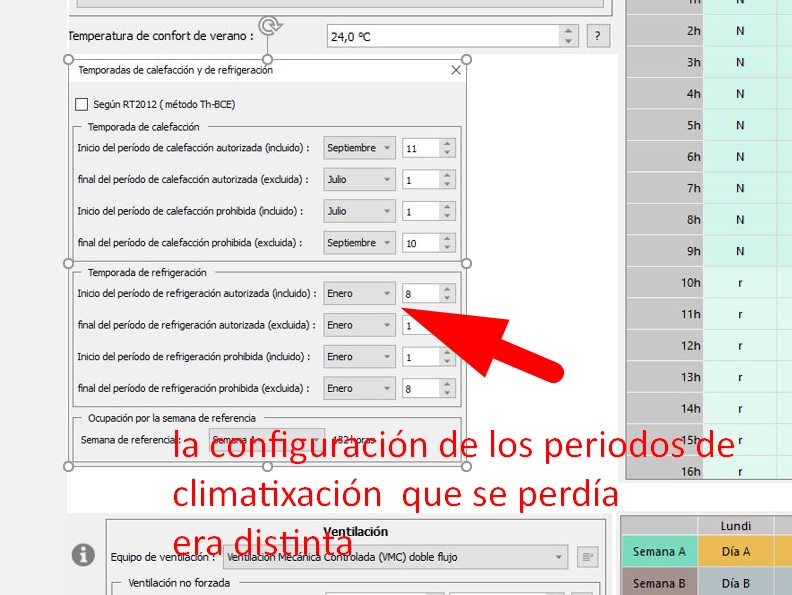 1h
Temperatura de confort de verano : 24,0 ºC ?
2h N
Temporadas de calefacción y de refrigeración
3h N
4h N
Según RT2012 ( método Th-BCE)
Temporada de calefacción
5h N
Inicio del período de calefacción autorizada (incluido) : Septiembre 11
6h N
final del período de calefacción autorizada (excluida) : Julio 1
7h N
Inicio del período de calefacción prohibida (incluido) : Julio 1
8h N
final del período de calefacción prohibida (excluida) : Septiembre 10
9h N
Temporada de refrigeración
10h r
Inicio del período de refrigeración autorizada (incluido) : Enero 8
11h r
final del período de refrigeración autorizada (excluida) : Enero 1
12h r
Inicio del período de refrigeración prohibida (incluido) : Enero 1
13h r
final del período de refrigeración prohibida (excluida) : Enero 8
14h r
Ocupación por la semana de referencia
Semana de referencia : Semana A 152 horas
15h r
la configuración de los periodos de
climatixación que se perdía
era distinta
16h r
Ventilación
Lundi
Equipo de ventilación : Ventilación Mecánica Controlada (VMC) doble flujo
Semana A Día A
Ventilación no forzada
Semana B Día B